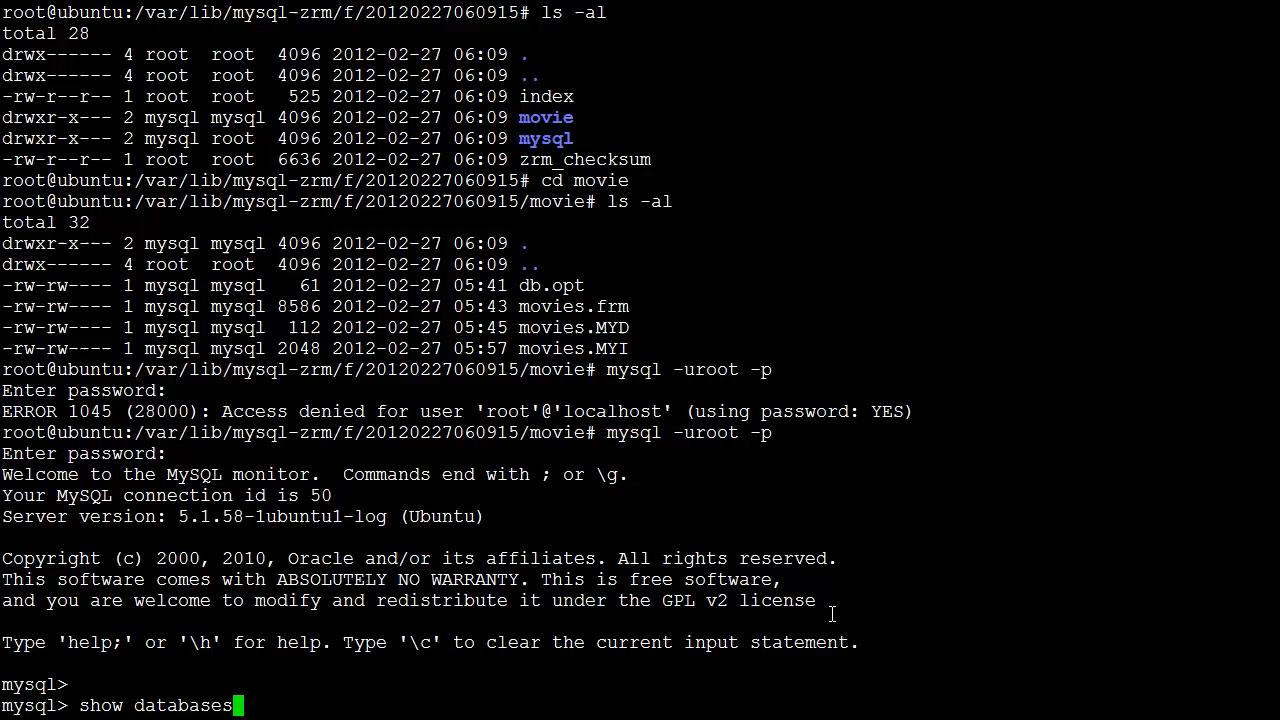 root@ubuntu:/var/lib/mysql-zrm/f/20120227060915# ls -al
total 28
drwx------ 4 root  root  4096 2012-02-27 06:09 .
drwx------ 4 root  root  4096 2012-02-27 06:09 ..
-rw-r--r-- 1 root  root   525 2012-02-27 06:09 index
drwxr-x--- 2 mysql mysql 4096 2012-02-27 06:09 movie
drwxr-x--- 2 mysql mysql 4096 2012-02-27 06:09 mysql
-rw-r--r-- 1 root  root  6636 2012-02-27 06:09 zrm_checksum
root@ubuntu:/var/lib/mysql-zrm/f/20120227060915# cd movie
root@ubuntu:/var/lib/mysql-zrm/f/20120227060915/movie# ls -al
total 32
drwxr-x--- 2 mysql mysql 4096 2012-02-27 06:09 .
drwx------ 4 root  root  4096 2012-02-27 06:09 ..
-rw-rw---- 1 mysql mysql   61 2012-02-27 05:41 db.opt
-rw-rw---- 1 mysql mysql 8586 2012-02-27 05:43 movies.frm
-rw-rw---- 1 mysql mysql  112 2012-02-27 05:45 movies.MYD
-rw-rw---- 1 mysql mysql 2048 2012-02-27 05:57 movies.MYI
root@ubuntu:/var/lib/mysql-zrm/f/20120227060915/movie# mysql -uroot -p
Enter password:
ERROR 1045 (28000): Access denied for user 'root'@'localhost' (using password: YES)
root@ubuntu:/var/lib/mysql-zrm/f/20120227060915/movie# mysql -uroot -p
Enter password:
Welcome to the MySQL monitor.  Commands end with ; or \g.
Your MySQL connection id is 50
Server version: 5.1.58-1ubuntu1-log (Ubuntu)
Copyright (c) 2000, 2010, Oracle and/or its affiliates. All rights reserved.
This software comes with ABSOLUTELY NO WARRANTY. This is free software,
and you are welcome to modify and redistribute it under the GPL v2 license
Type 'help;' or '\h' for help. Type '\c' to clear the current input statement.
mysql>
mysql> show databases